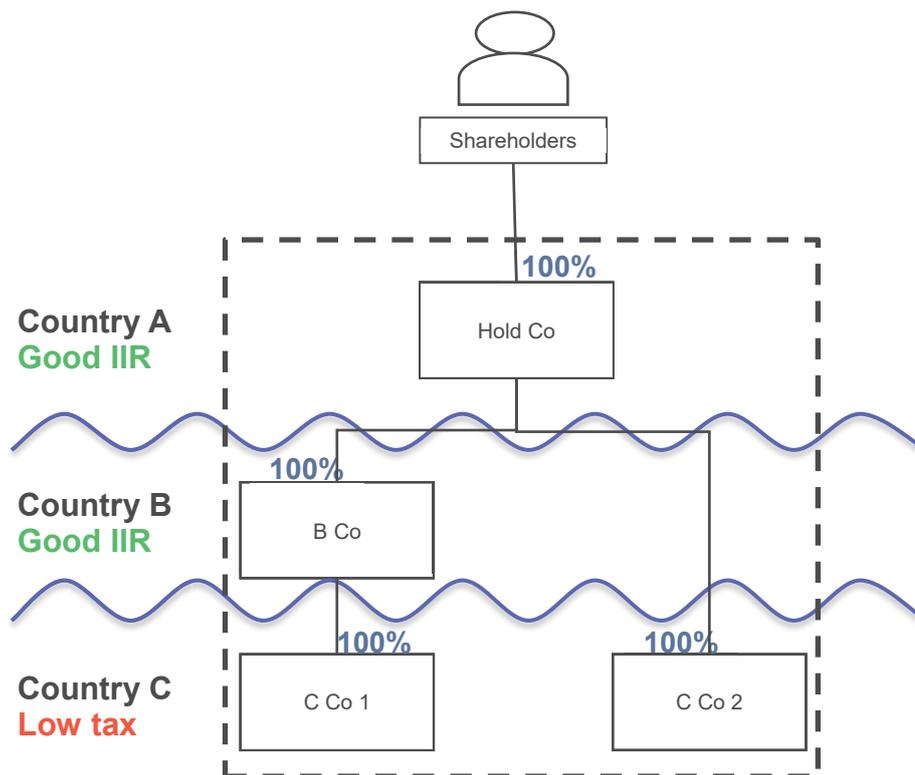 Shareholders
100%
Country A
Good IIR
Hold Co
100%
Country B
Good IIR
B Co
100%
100%
Country C
Low tax
C Co 1
C Co 2